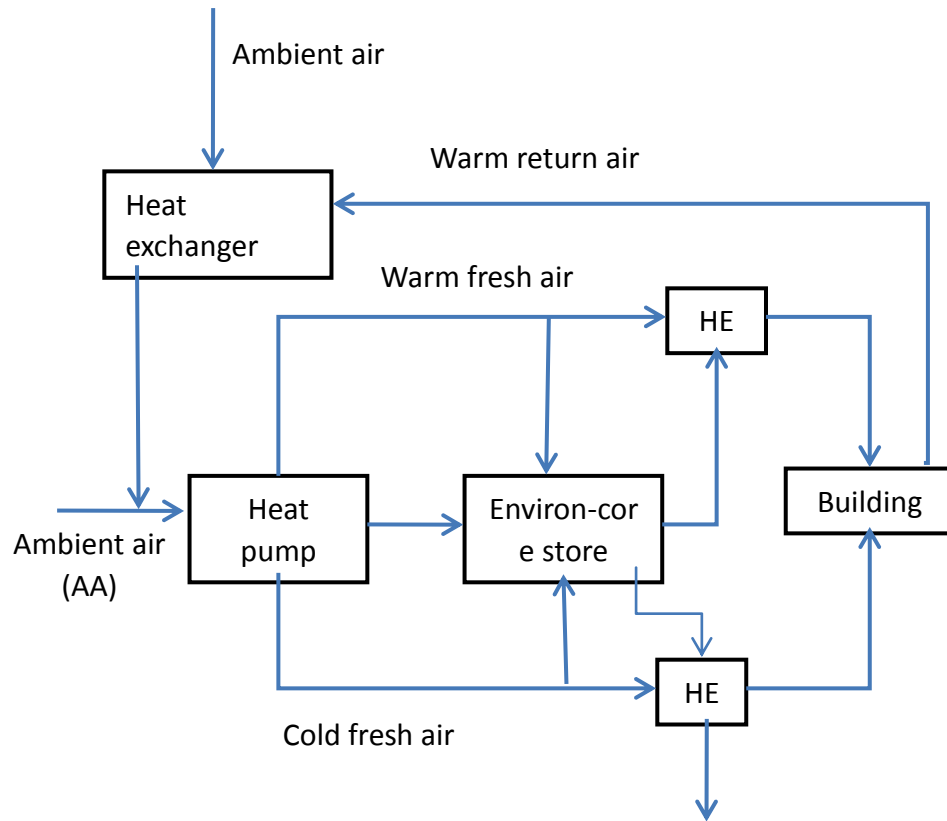 Ambient air
Warm return air
Heat
exchanger
Warm fresh air
HE
Heat
pump
Environ-cor
e store
Building
Ambient air
(AA)
HE
Cold fresh air